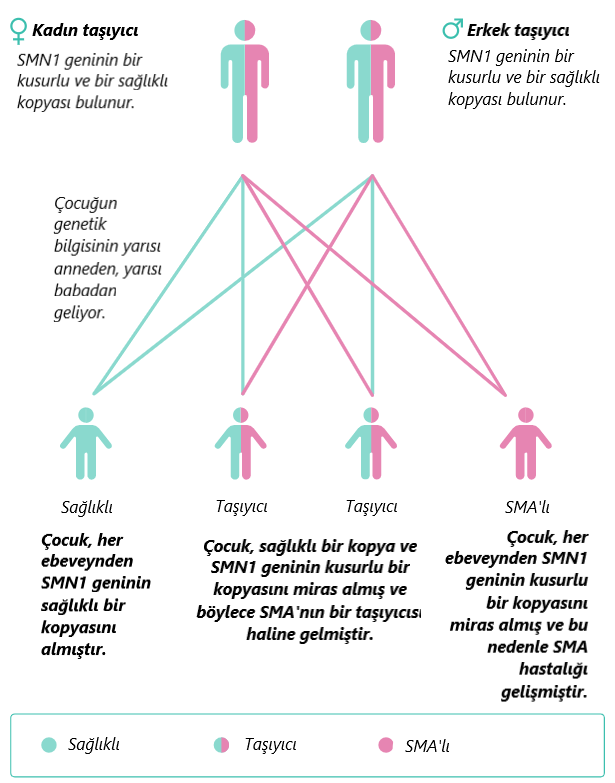 Kadın taşıyıcı
SMN1 geninin bir
kusurlu ve bir sağlıklı
kopyası bulunur.
Erkek taşıyıcı
SMN1 geninin bir
kusurlu ve bir sağlıklı
kopyası bulunur.
Çocuğun
genetik
bilgisinin yarısı
anneden, yarısı
babadan
geliyor.
Sağlıklı
Taşıyıcı
Taşıyıcı
SMA'lı
Çocuk, her
ebeveynden
SMN1 geninin
sağlıklı bir
kopyasını
almıştır.
Çocuk, sağlıklı bir kopya ve
SMN1 geninin kusurlu bir
kopyasını miras almış ve
böylece SMA'nın bir taşıyıcısı
haline gelmiştir.
Çocuk, her
ebeveynden SMN1
geninin kusurlu
bir kopyasını
miras almış ve bu
nedenle SMA
hastalığı
gelişmiştir.
Sağlıklı
Taşıyıcı
SMA'lı